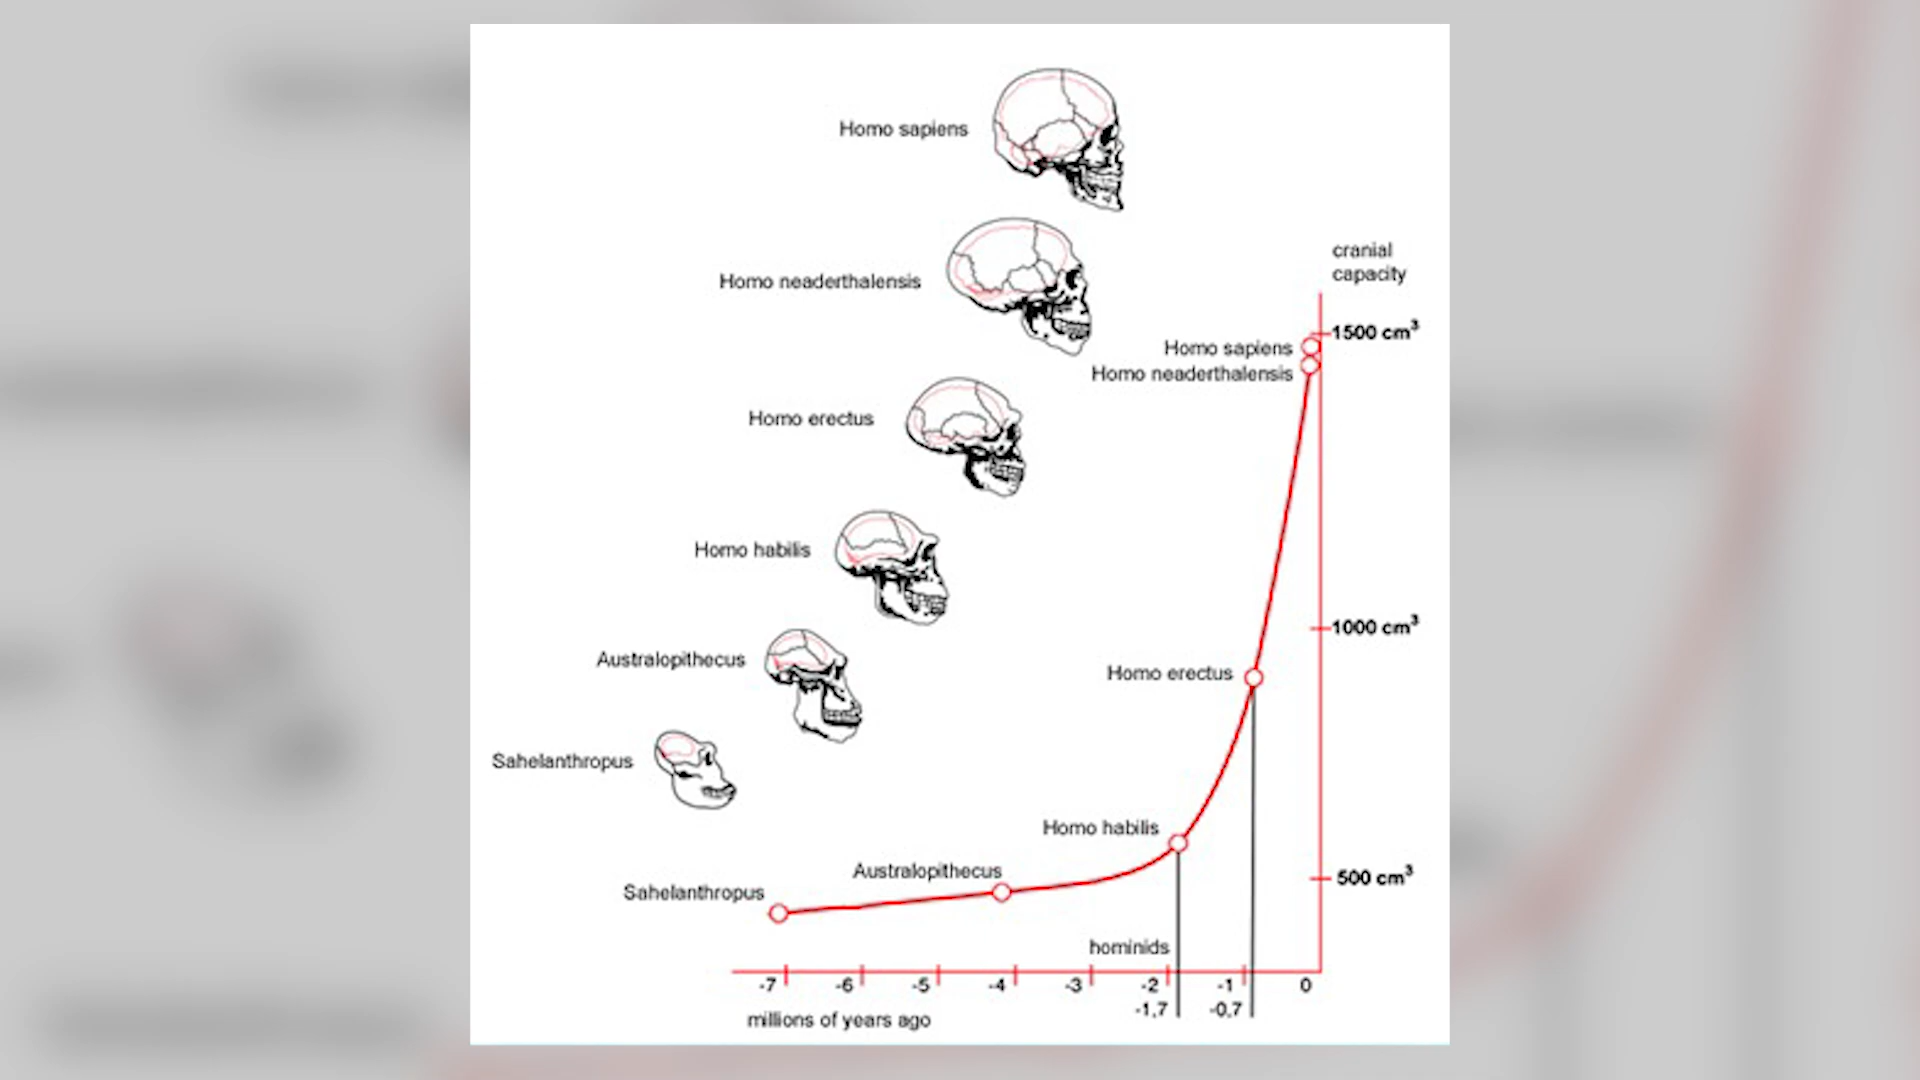 Homo sapiens
Homo neaderthalensis
cranial
capacity
1500 cm³
Homo sapiens
Homo neaderthalensis
Homo erectus
Homo habilis
1000 cm³
Australopithecus
Homo erectus
Sahelanthropus
Homo habilis
Australopithecus
500 cm³
Sahelanthropus
hominids
-7 -6 -5 -4 -3 -2 -1 0
-1,7 -0,7
millions of years ago